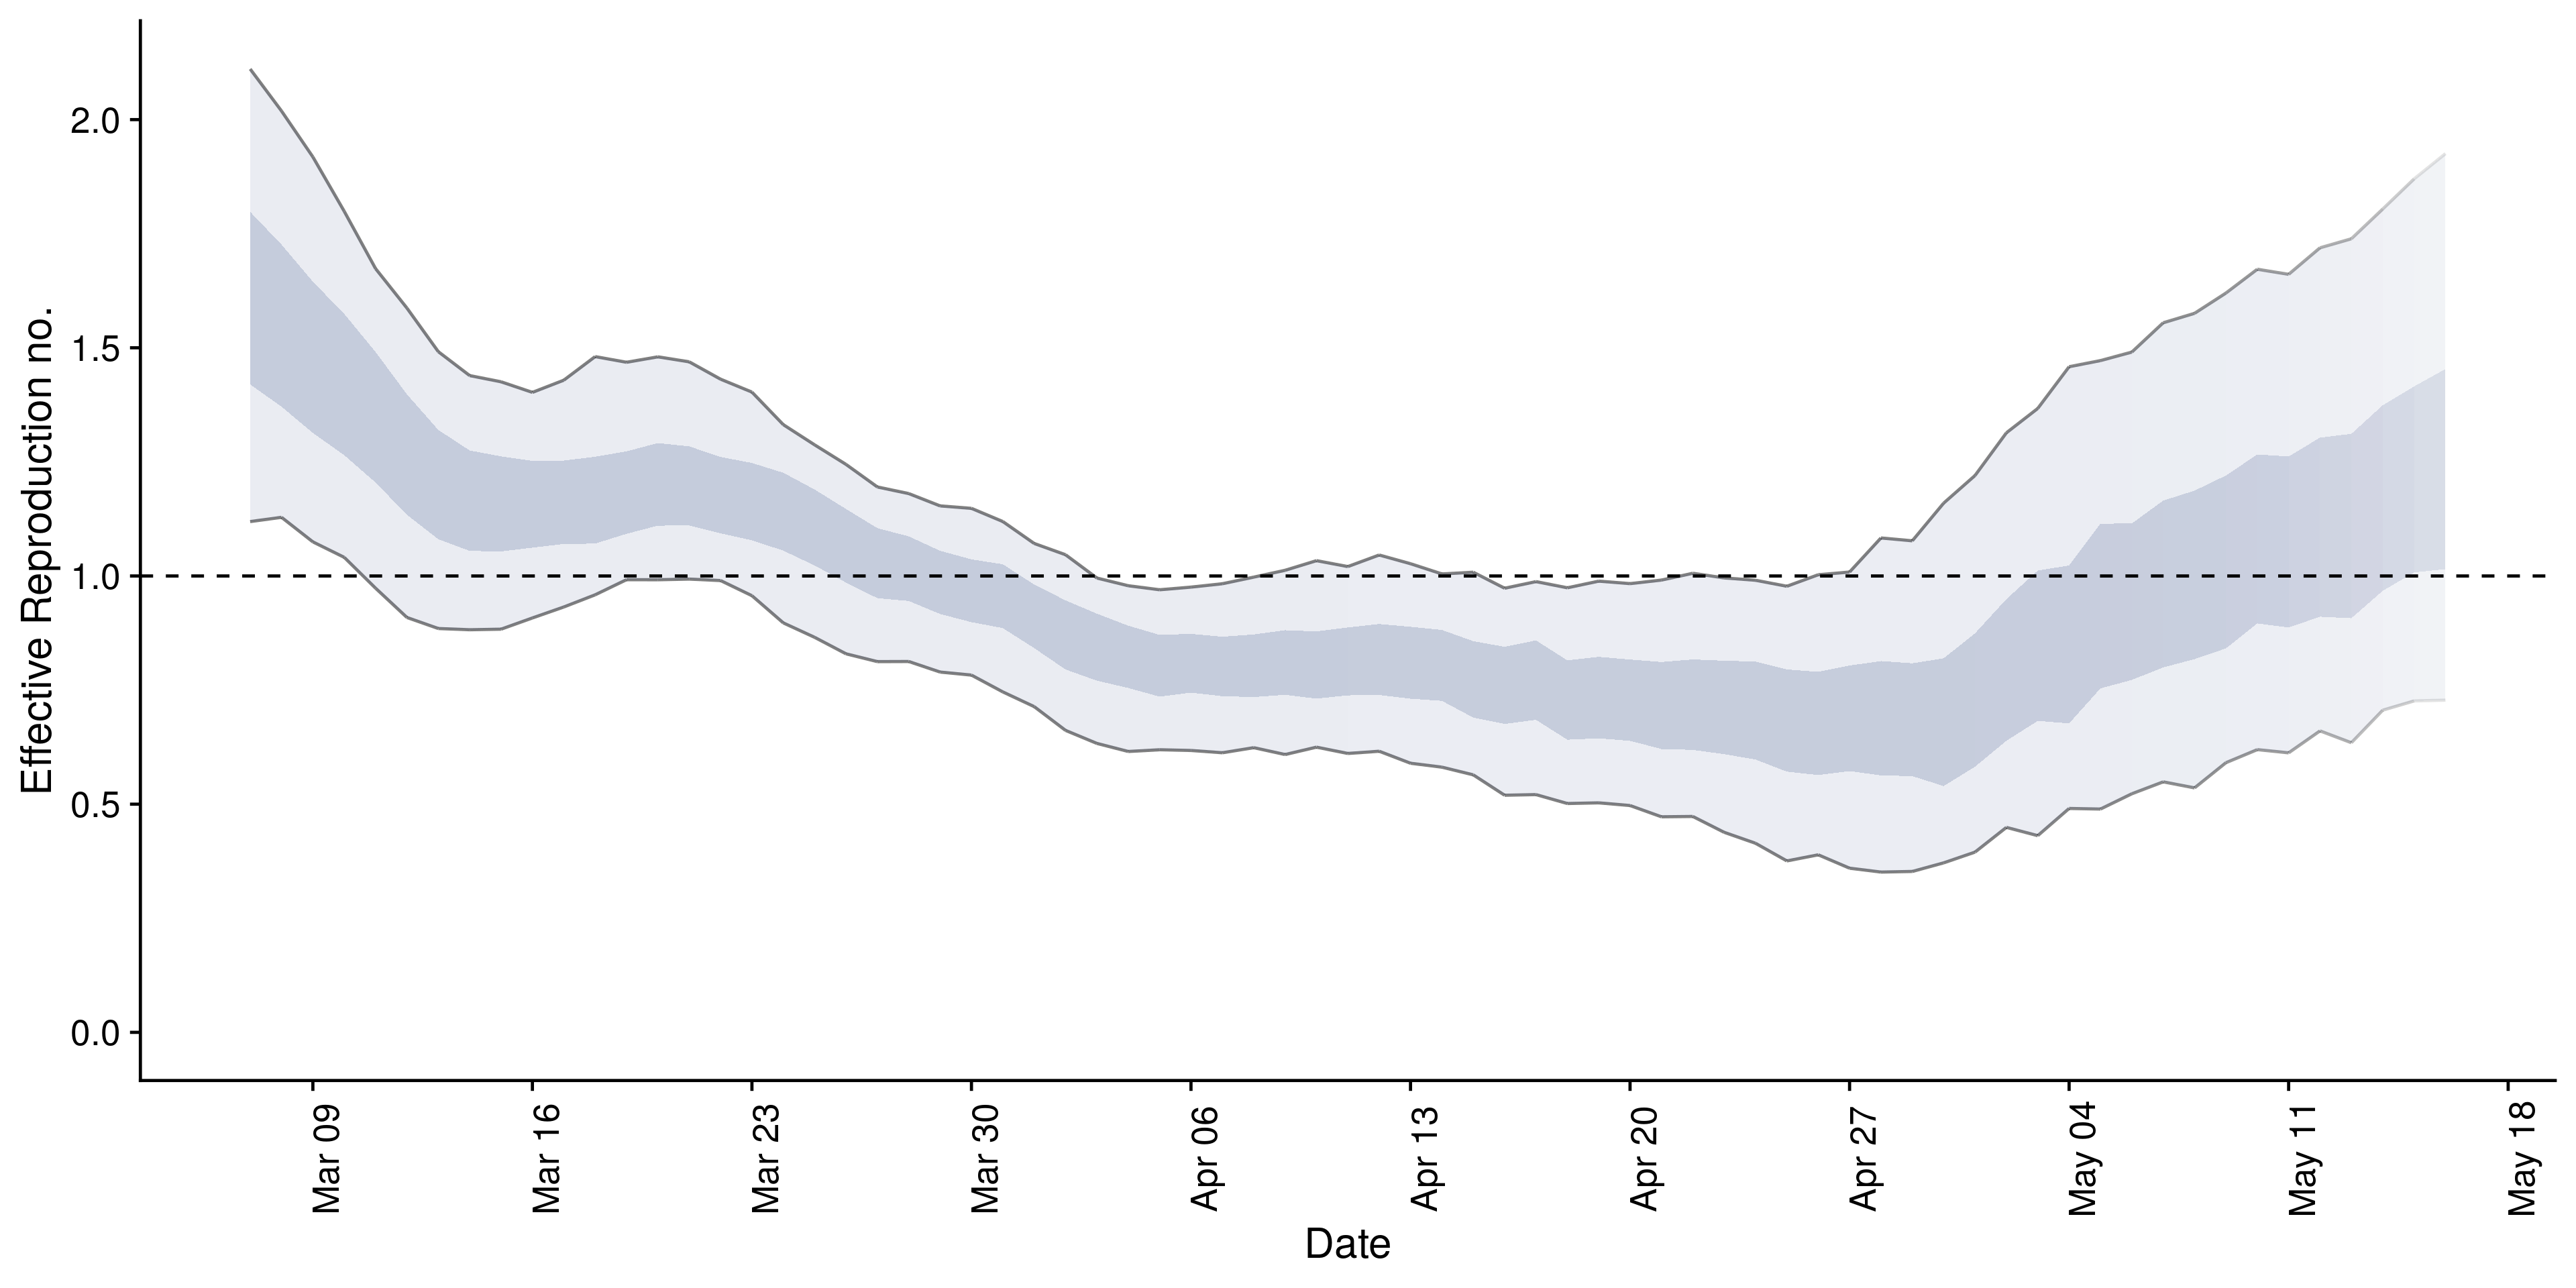 Effective Reproduction no.
2.0
1.5
1.0
0.5
0.0
Mar 09
Mar 16
Mar 23
Mar 30
Apr 06
Apr 13
Apr 20
Apr 27
May 04
May 11
May 18
Date